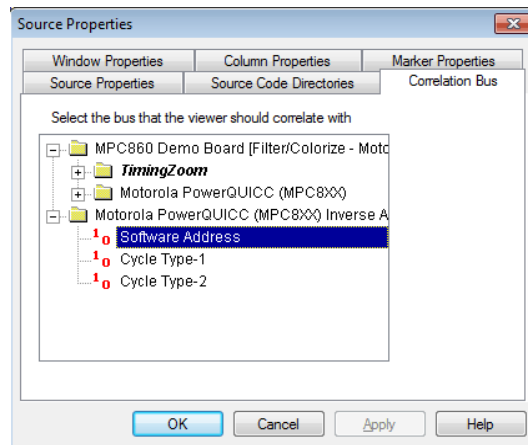 Source Properties
Window Properties Column Properties Marker Properties
Source Properties Source Code Directories Correlation Bus
Select the bus that the viewer should correlate with
MPC860 Demo Board [Filter/Colorize - Moto
TimingZoom
Motorola PowerQUICC (MPC8XX)
Motorola PowerQUICC (MPC8XX) Inverse A
Software Address
Cycle Type-1
Cycle Type-2
OK Cancel Apply Help